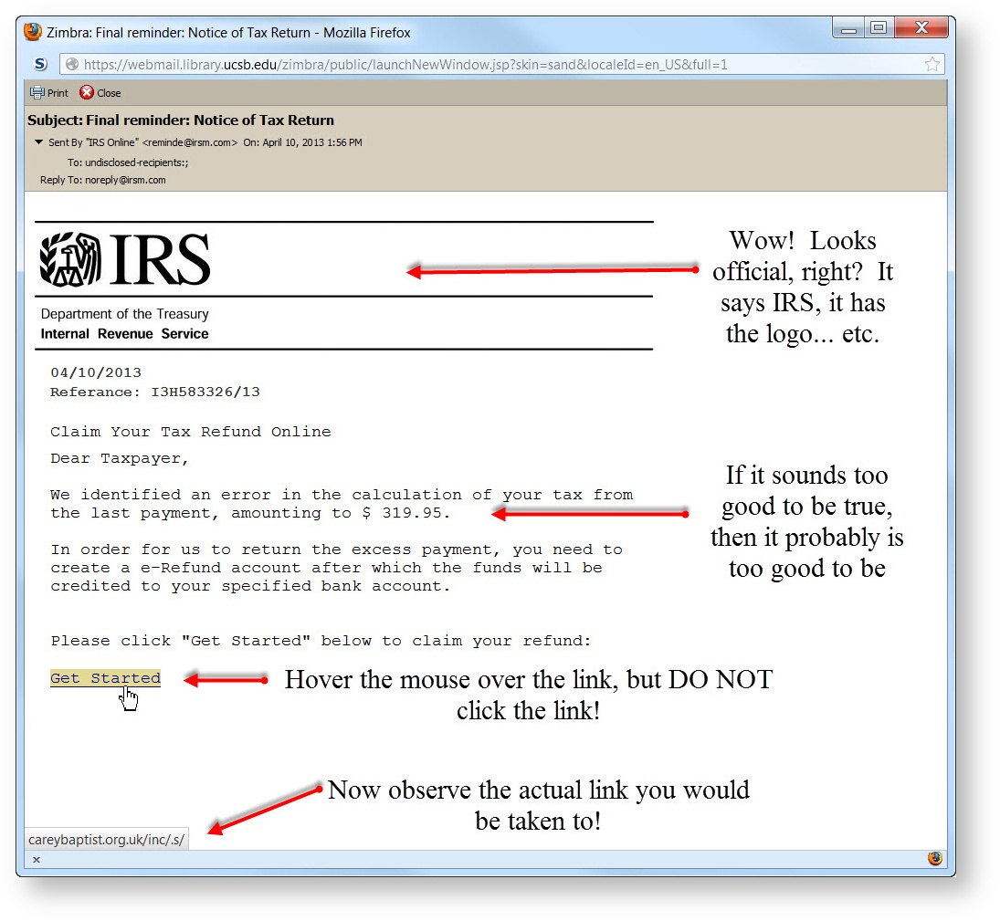 Zimbra: Final reminder: Notice of Tax Return - Mozilla Firefox
S https://webmail.library.ucsb.edu/zimbra/public/launchNewWindow.jsp?skin=sand&localeId=en_US&full=1
Print Close
Subject: Final reminder: Notice of Tax Return
Sent By "IRS Online" <reminde@irsm.com> On: April 10, 2013 1:56 PM
To: undisclosed-recipients:;
Reply To: noreply@irsm.com
IRS
Department of the Treasury
Internal Revenue Service
Wow! Looks
official, right? It
says IRS, it has
the logo... etc.
04/10/2013
Referance: I3H583326/13
Claim Your Tax Refund Online
Dear Taxpayer,
We identified an error in the calculation of your tax from
the last payment, amounting to $ 319.95.
If it sounds too
good to be true,
then it probably is
too good to be
In order for us to return the excess payment, you need to
create a e-Refund account after which the funds will be
credited to your specified bank account.
Please click "Get Started" below to claim your refund:
Get Started
Hover the mouse over the link, but DO NOT
click the link!
Now observe the actual link you would
be taken to!
careybaptist.org.uk/inc/.s/
x